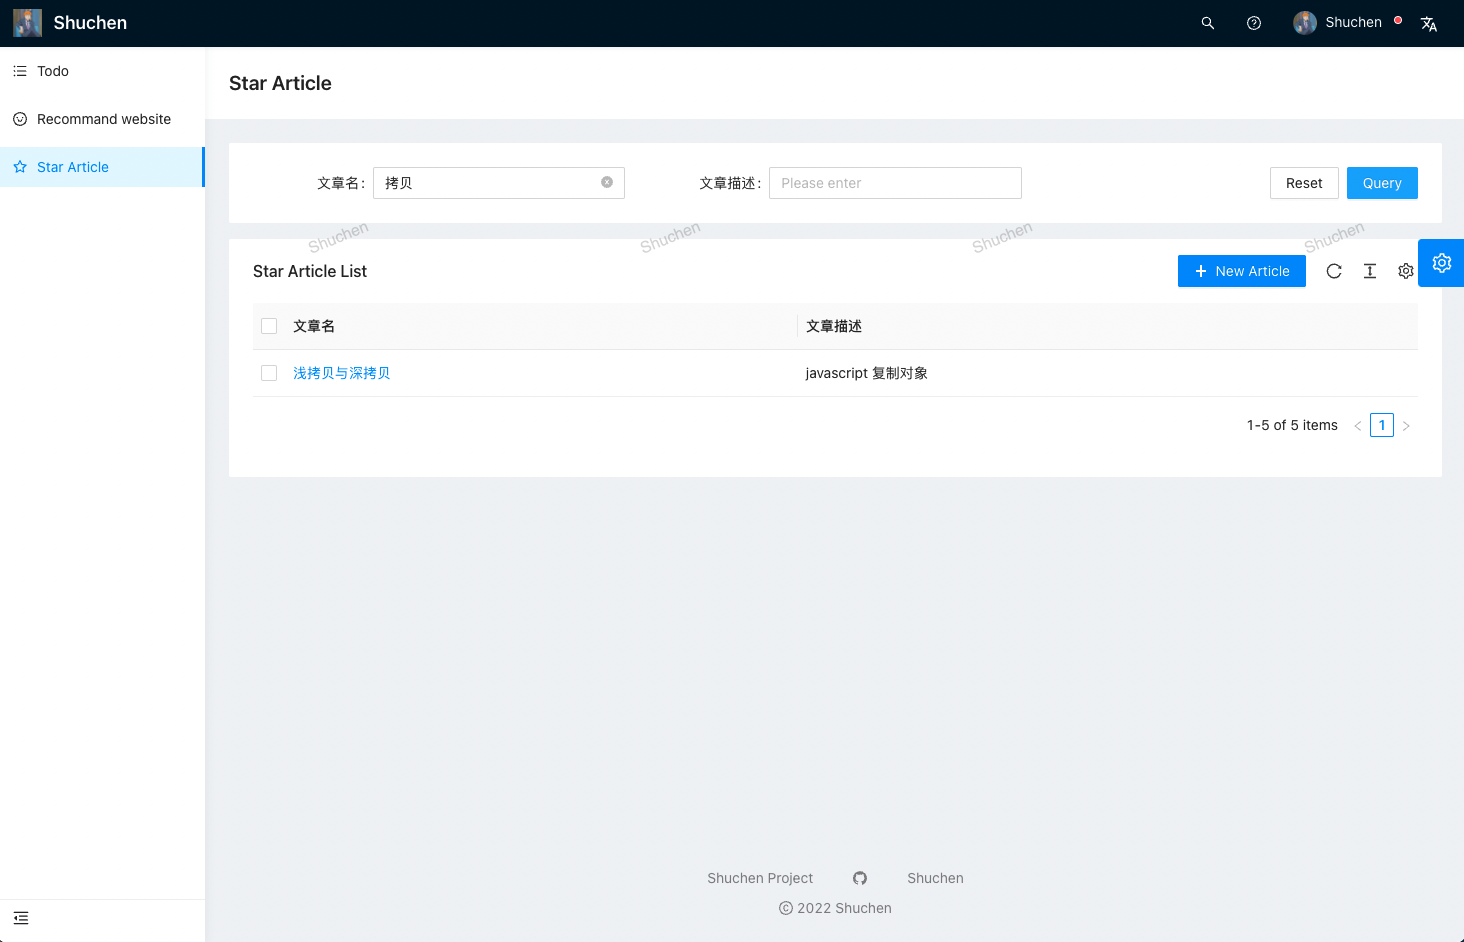 Shuchen
Shuchen
Todo
Recommand website
Star Article
Star Article
文章名:
拷贝
文章描述:
Please enter
Reset
Query
Shuchen
Shuchen
Shuchen
Shuchen
Star Article List
New Article
文章名
文章描述
浅拷贝与深拷贝
javascript 复制对象
1-5 of 5 items
1
Shuchen Project
Shuchen
© 2022 Shuchen